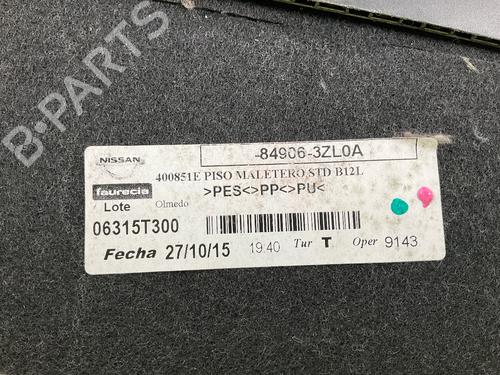 B-PARTS
NISSAN
-84906-3ZL0A
400851E PISO MALETERO STD B12L
faurecia
>PES<>PP<>PU<
Lote Olmedo
06315T300
Fecha 27/10/15 19:40 Tur T Oper 9143